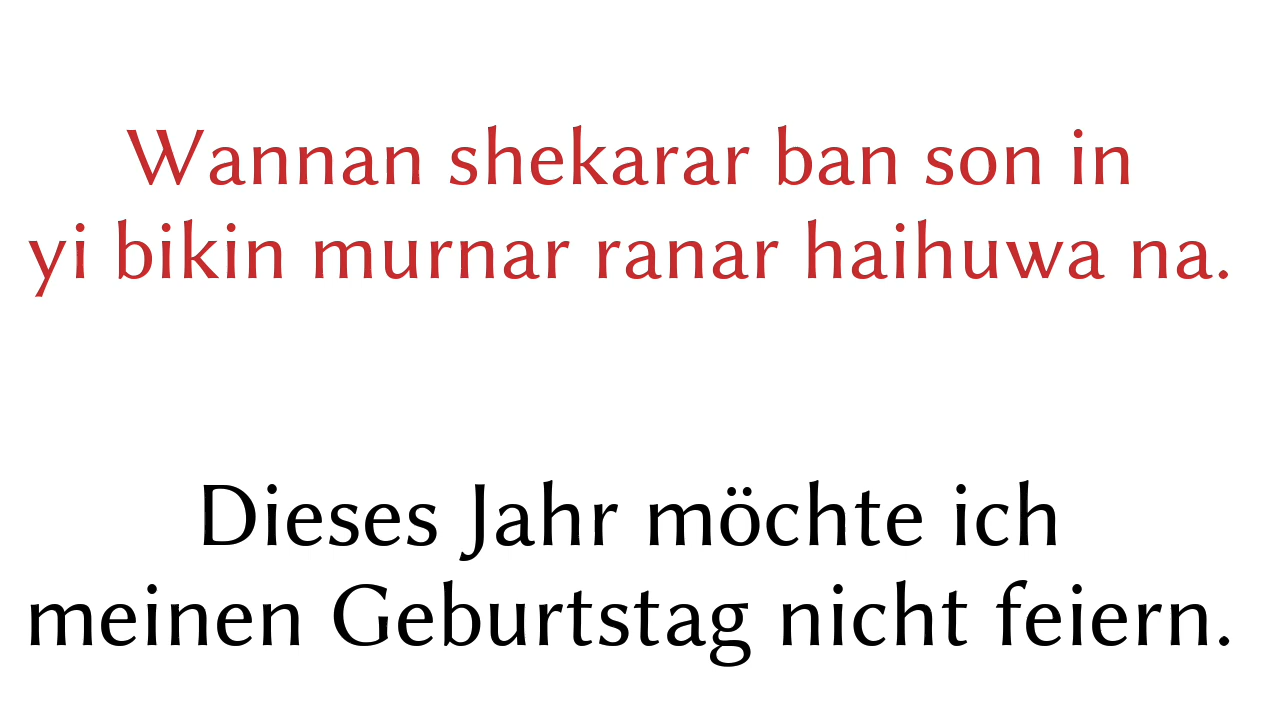 Wannan shekarar ban son in
yi bikin murnar ranar haihuwa na.
Dieses Jahr möchte ich
meinen Geburtstag nicht feiern.